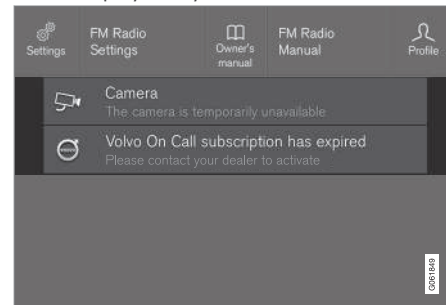 Settings
FM Radio
Settings
Owner's
manual
FM Radio
Manual
Profile
Camera
The camera is temporarily unavailable
Volvo On Call subscription has expired
Please contact your dealer to activate
G061849